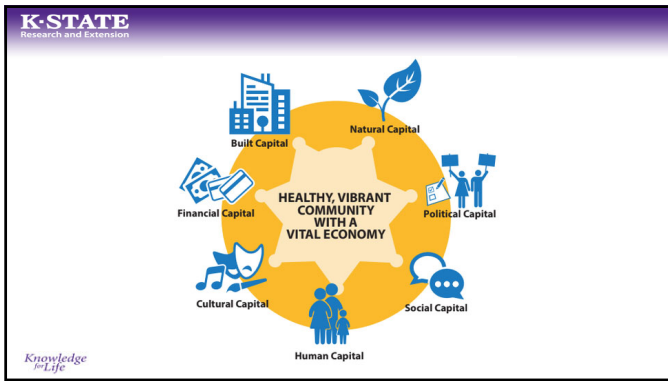 K-STATE
Research and Extension
Built Capital
Natural Capital
Financial Capital
HEALTHY, VIBRANT
COMMUNITY
WITH A
VITAL ECONOMY
Political Capital
Cultural Capital
Social Capital
Human Capital
Knowledge
for Life